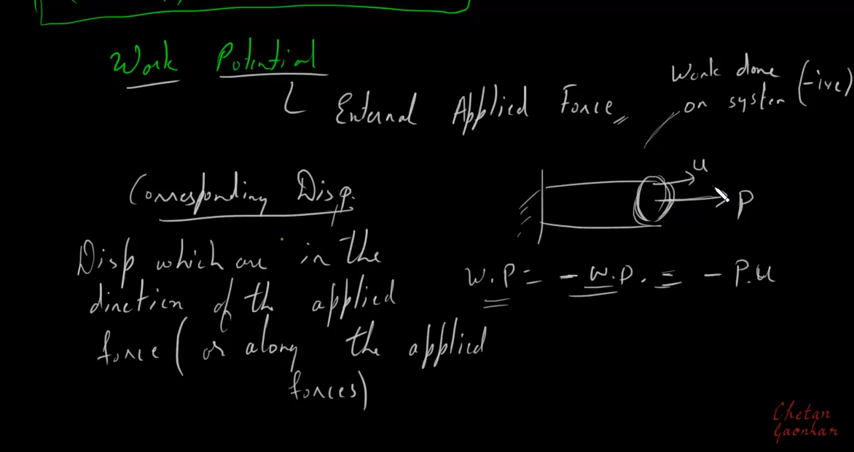 Work Potential
External Applied Force
Work done
on system (-ive)
Corresponding Disp.
u
P
Disp which are in the
direction of the applied
force (or along the applied
forces)
W.P = - W.D. = - P.u
Chetan
Gaonkar